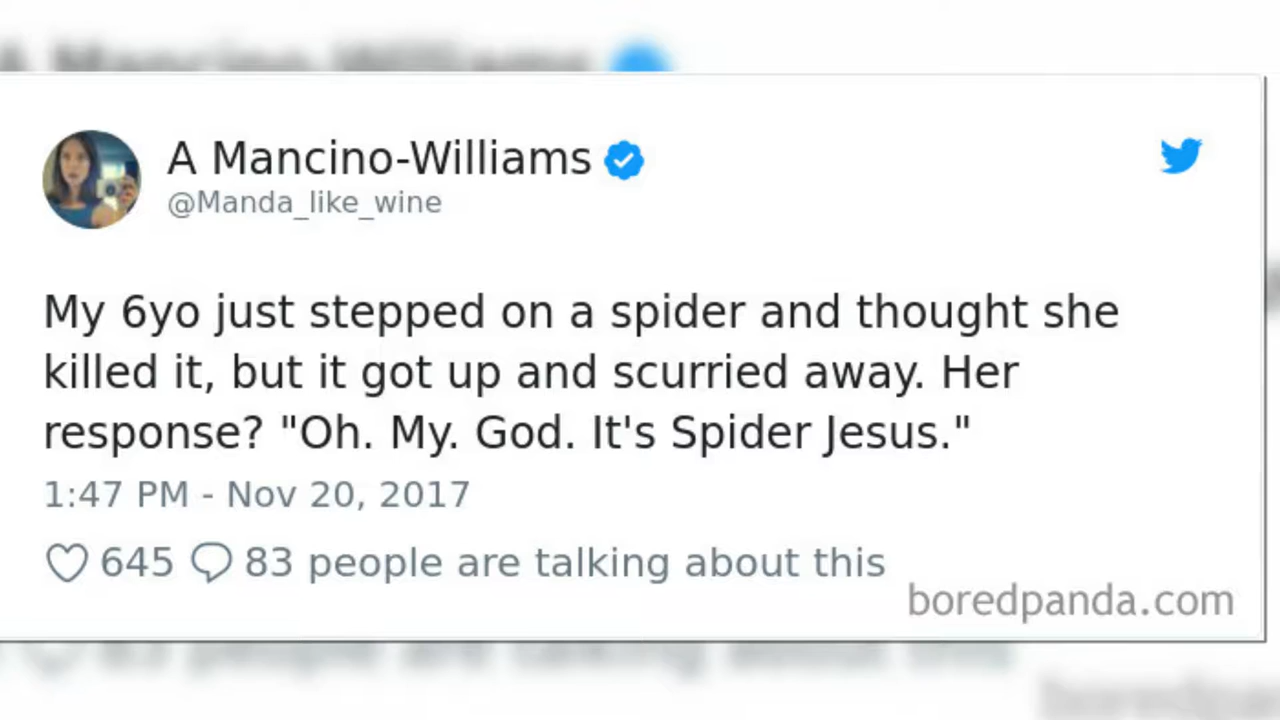 A Mancino-Williams
@Manda_like_wine
My 6yo just stepped on a spider and thought she
killed it, but it got up and scurried away. Her
response? "Oh. My. God. It's Spider Jesus."
1:47 PM - Nov 20, 2017
645 83 people are talking about this
boredpanda.com